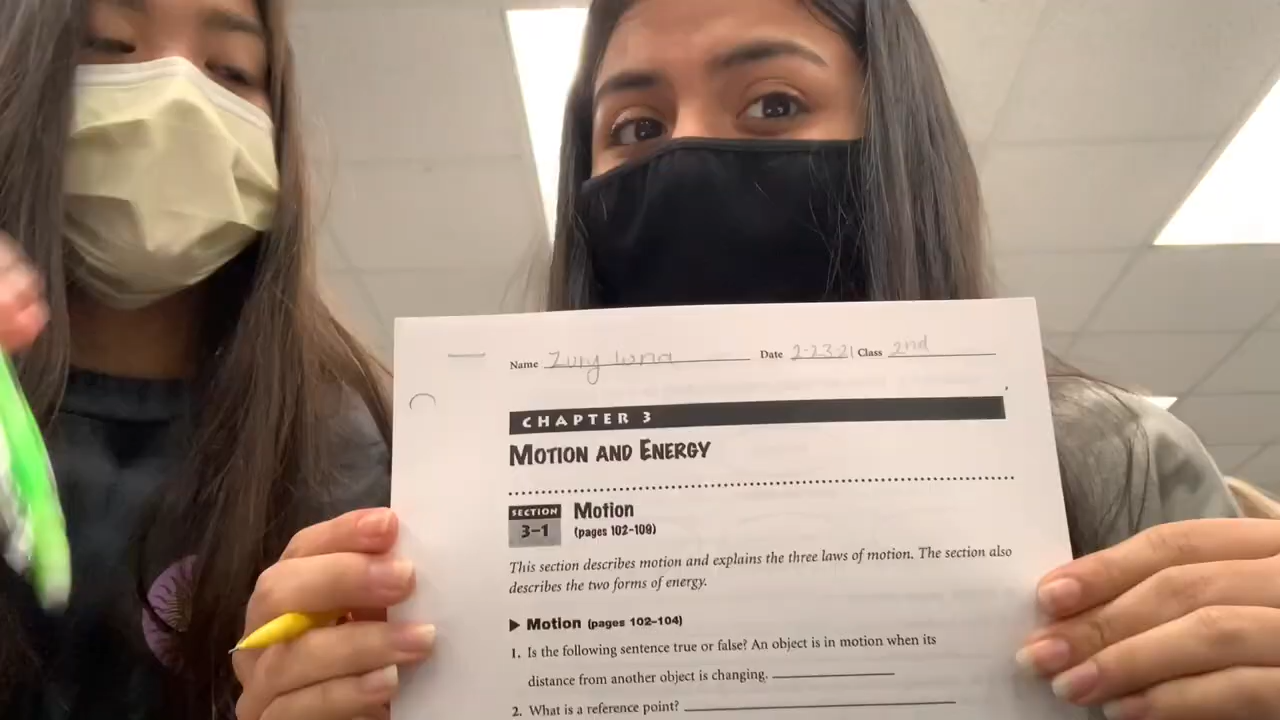 Name Zury Date 2-23-21 Class 2nd
CHAPTER 3
MOTION AND ENERGY
SECTION
3-1
Motion
(pages 102-109)
This section describes motion and explains the three laws of motion. The section also
describes the two forms of energy.
▶ Motion (pages 102-104)
1. Is the following sentence true or false? An object is in motion when its
distance from another object is changing.
2. What is a reference point?